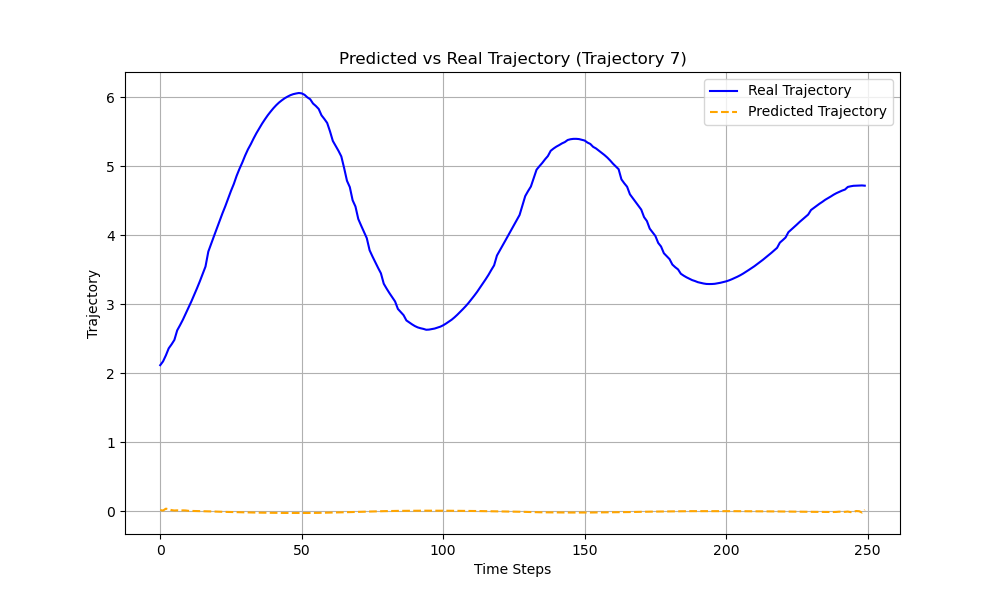 Predicted vs Real Trajectory (Trajectory 7)
Real Trajectory
Predicted Trajectory
6
5
4
3
2
1
0
Trajectory
0 50 100 150 200 250
Time Steps